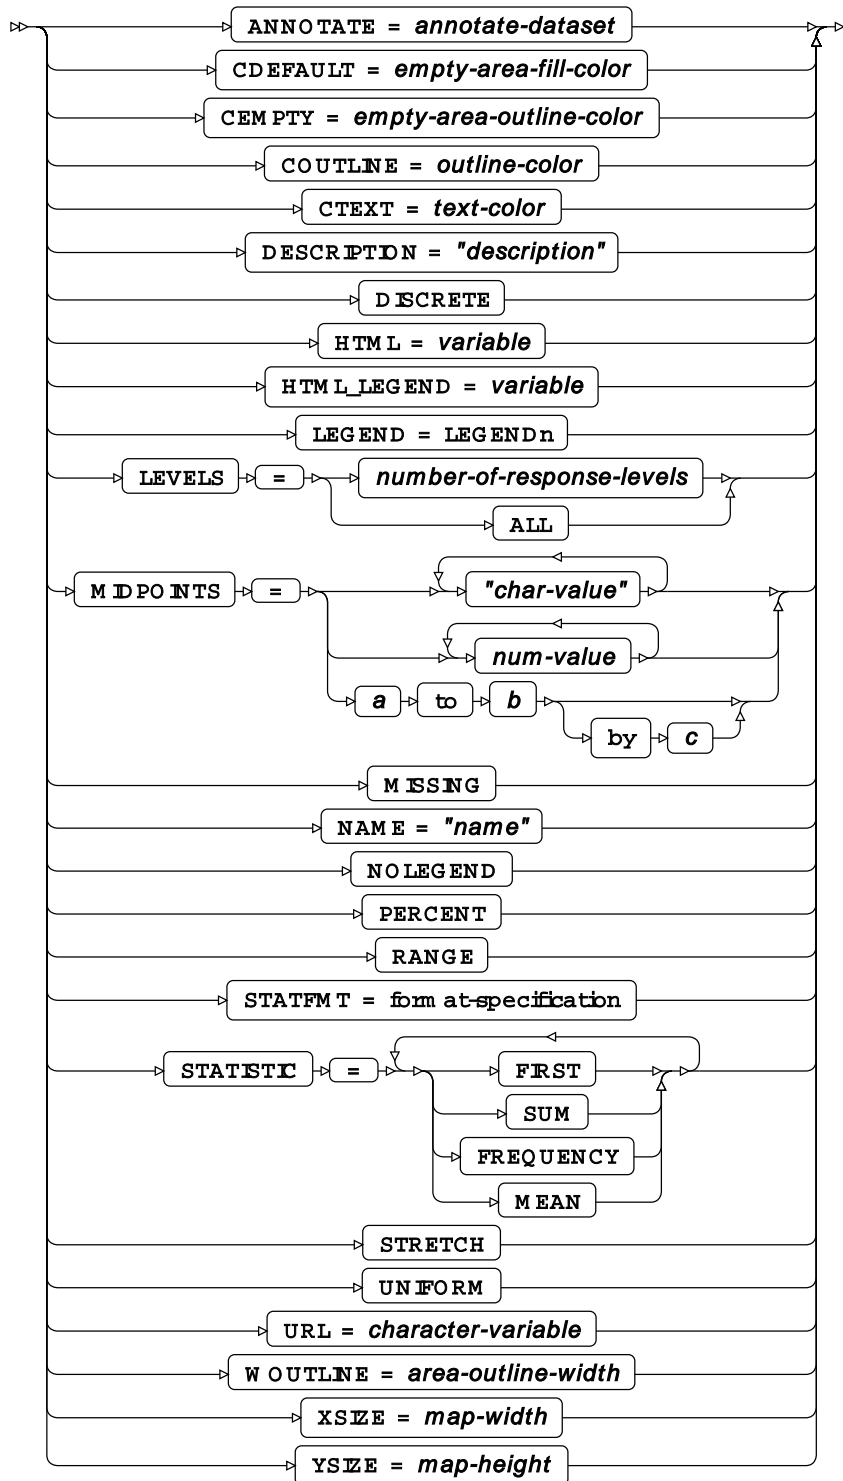 ANNOTATE = annotate-dataset
CDEFAULT = empty-area-fill-color
CEMPTY = empty-area-outline-color
COUTLINE = outline-color
CTEXT = text-color
DESCRIPTION = "description"
DISCRETE
HTML = variable
HTML_LEGEND = variable
LEGEND = LEGENDn
LEVELS = number-of-response-levels
ALL
MIDPOINTS = "char-value"
num-value
a to b
by c
MISSING
NAME = "name"
NOLEGEND
PERCENT
RANGE
STATFMT = format-specification
STATISTIC = FIRST
SUM
FREQUENCY
MEAN
STRETCH
UNIFORM
URL = character-variable
WOUTLINE = area-outline-width
XSIZE = map-width
YSIZE = map-height